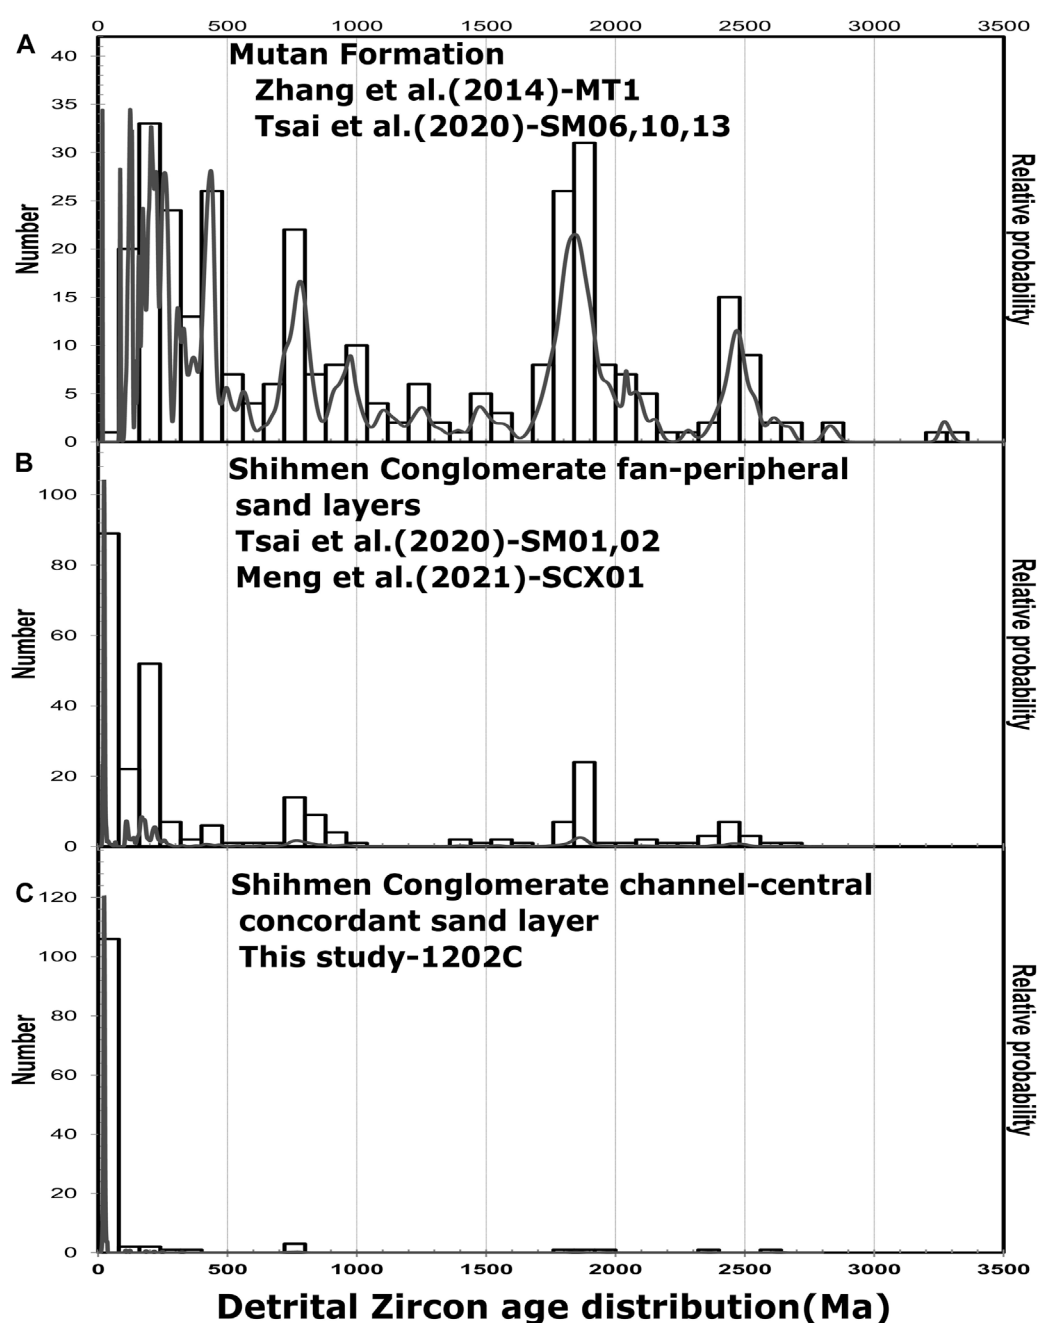 0 500 1000 1500 2000 2500 3000 3500
A
Mutan Formation
Zhang et al.(2014)-MT1
Tsai et al.(2020)-SM06,10,13
40
35
30
25
20
15
10
5
0
Number
Relative probability
B
Shihmen Conglomerate fan-peripheral
sand layers
Tsai et al.(2020)-SM01,02
Meng et al.(2021)-SCX01
100
80
60
40
20
0
Number
Relative probability
C
Shihmen Conglomerate channel-central
concordant sand layer
This study-1202C
120
100
80
60
40
20
0
Number
Relative probability
0 500 1000 1500 2000 2500 3000 3500
Detrital Zircon age distribution(Ma)